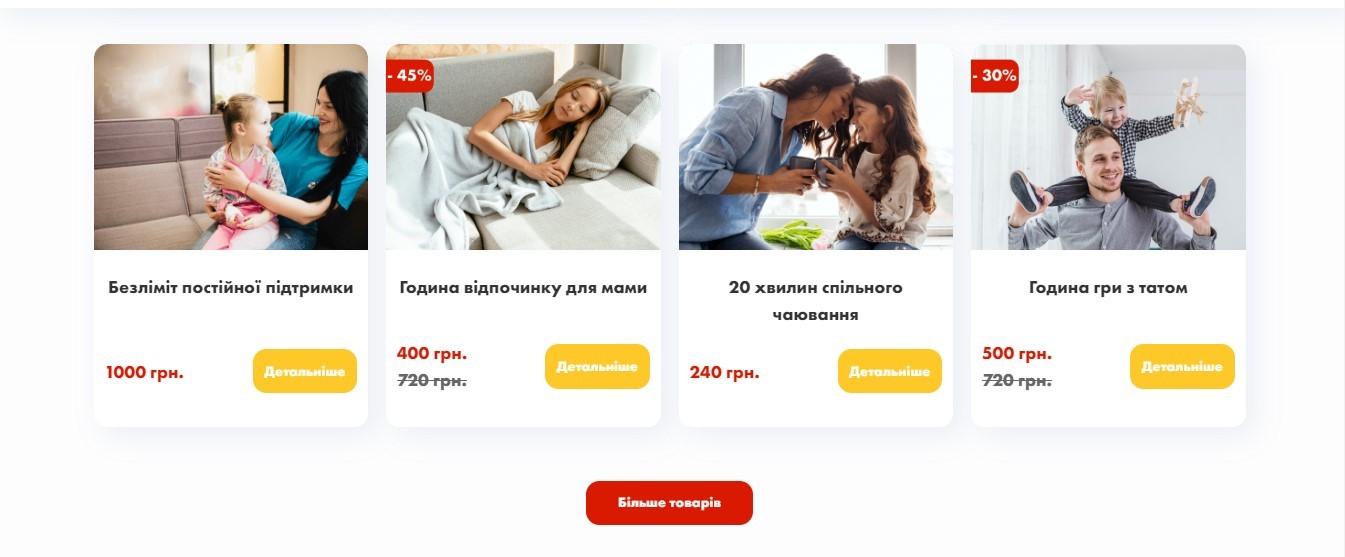 - 45%
- 30%
Безліміт постійної підтримки
Година відпочинку для мами
20 хвилин спільного
чаювання
Година гри з татом
1000 грн.
Детальніше
400 грн.
720 грн.
Детальніше
240 грн.
Детальніше
500 грн.
720 грн.
Детальніше
Більше товарів